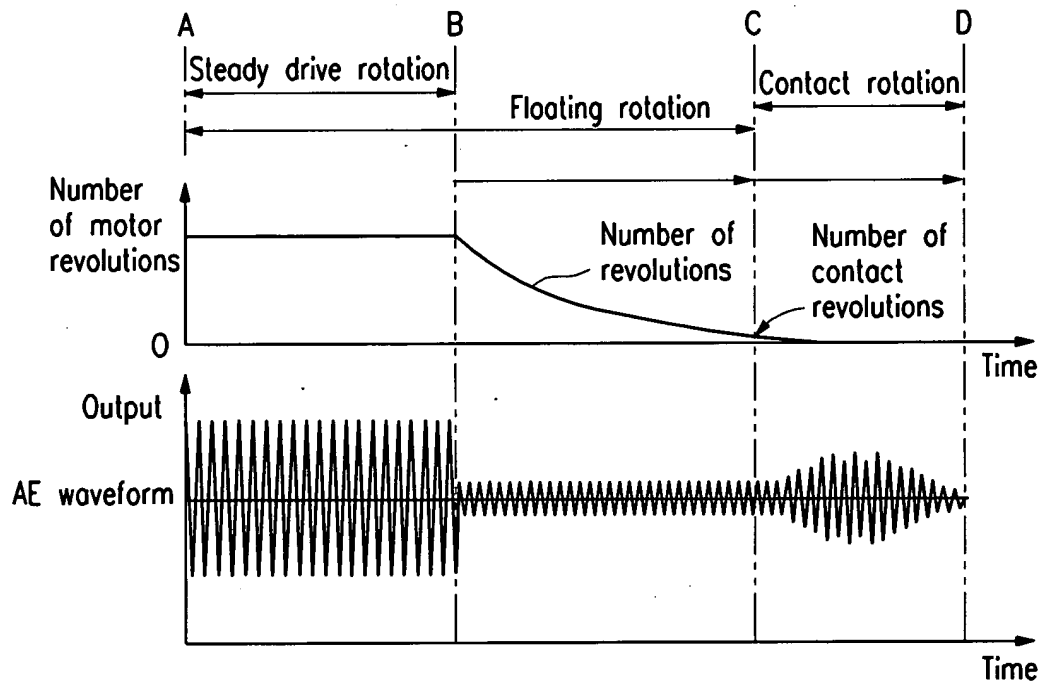 A B C D
Steady drive rotation
Contact rotation
Floating rotation
Number
of motor
revolutions
Number of
revolutions
Number of
contact
revolutions
0
Time
Output
AE waveform
Time